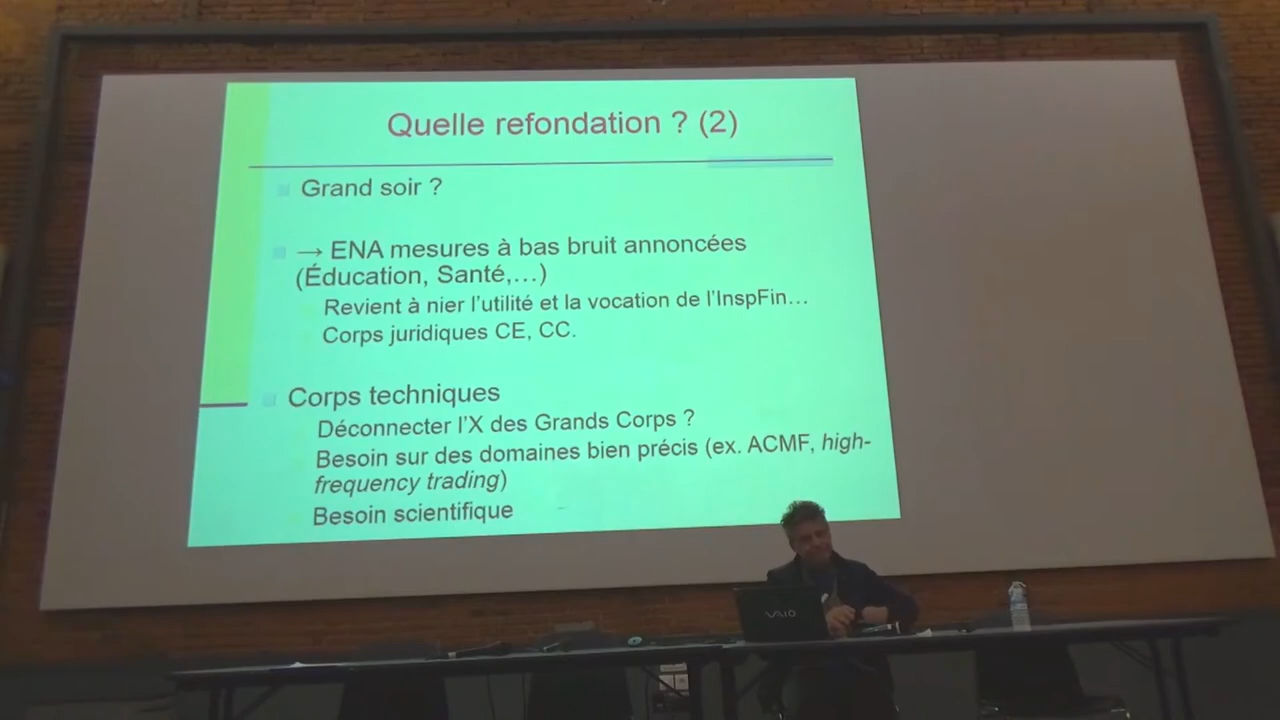 Quelle refondation ? (2)
Grand soir ?
→ ENA mesures à bas bruit annoncées
(Éducation, Santé,…)
Revient à nier l'utilité et la vocation de l'InspFin…
Corps juridiques CE, CC.
Corps techniques
Déconnecter l'X des Grands Corps ?
Besoin sur des domaines bien précis (ex. ACMF, high-
frequency trading)
Besoin scientifique
VAIO